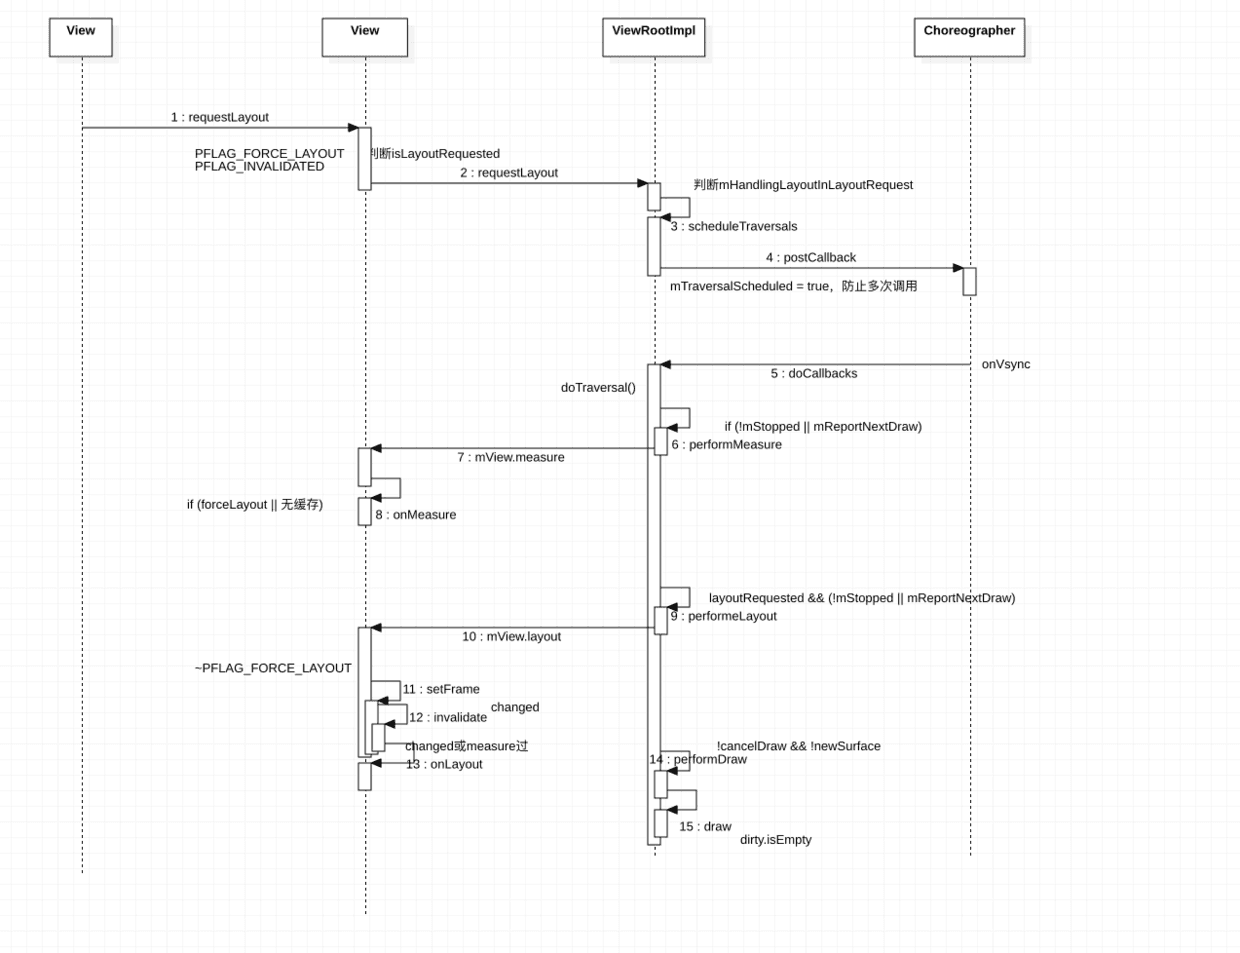 View
View
ViewRootImpl
Choreographer
1 : requestLayout
PFLAG_FORCE_LAYOUT
PFLAG_INVALIDATED
判断isLayoutRequested
2 : requestLayout
判断mHandlingLayoutInLayoutRequest
3 : scheduleTraversals
4 : postCallback
mTraversalScheduled = true，防止多次调用
onVsync
5 : doCallbacks
doTraversal()
if (!mStopped || mReportNextDraw)
6 : performMeasure
7 : mView.measure
if (forceLayout || 无缓存)
8 : onMeasure
layoutRequested && (!mStopped || mReportNextDraw)
9 : performeLayout
10 : mView.layout
~PFLAG_FORCE_LAYOUT
11 : setFrame
changed
12 : invalidate
changed或measure过
13 : onLayout
!cancelDraw && !newSurface
14 : performDraw
15 : draw
dirty.isEmpty